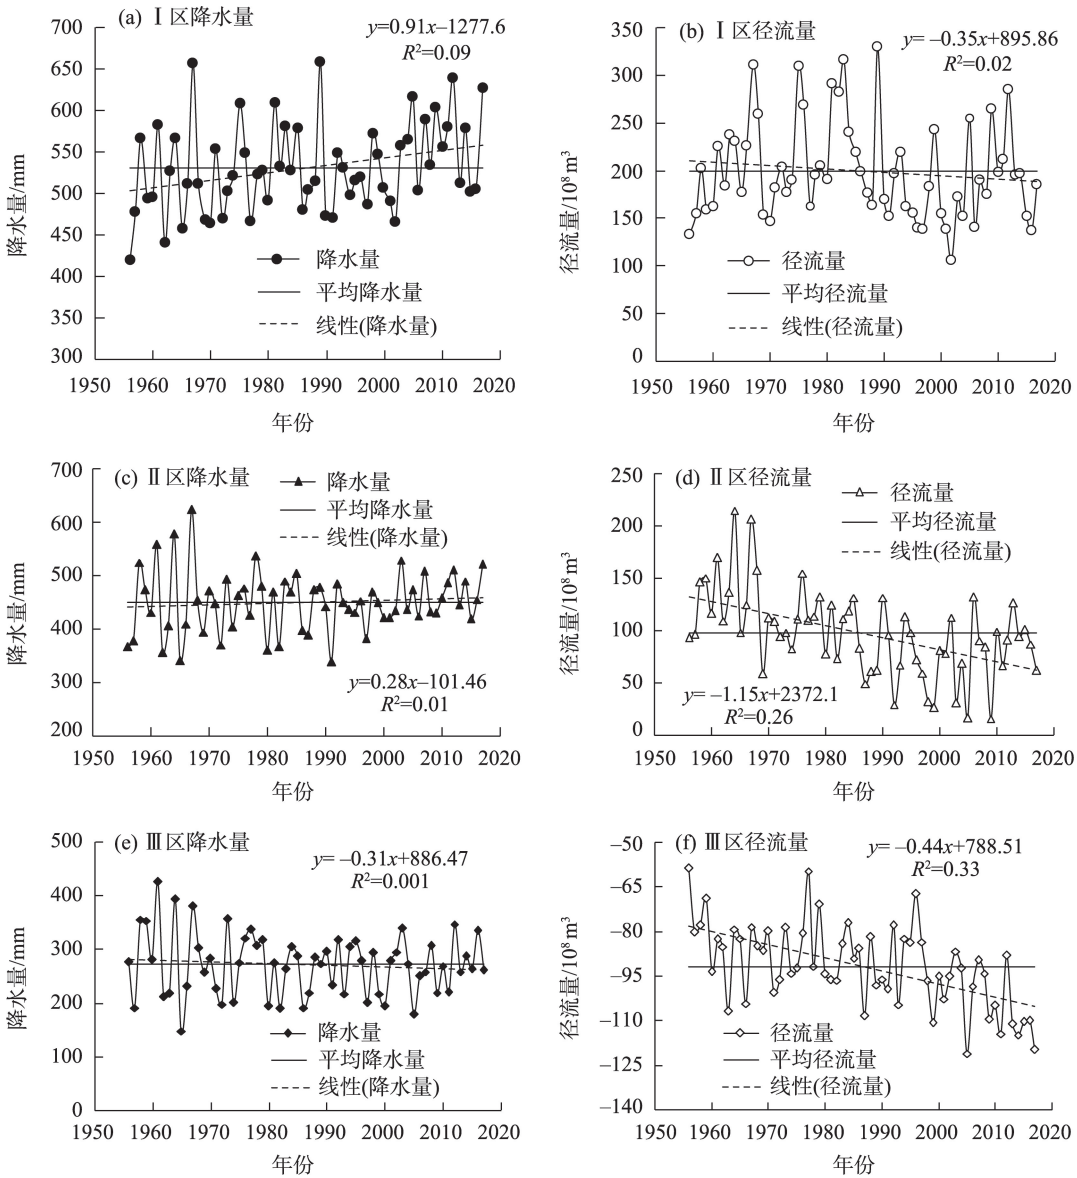 (a) Ⅰ区降水量
y=0.91x–1277.6
R²=0.09
700
650
600
550
500
450
400
350
300
降水量/mm
降水量
平均降水量
线性(降水量)
1950 1960 1970 1980 1990 2000 2010 2020
年份
(b) Ⅰ区径流量
y= –0.35x+895.86
R²=0.02
350
300
250
200
150
100
50
0
径流量/10⁸ m³
径流量
平均径流量
线性(径流量)
1950 1960 1970 1980 1990 2000 2010 2020
年份
(c) Ⅱ区降水量
降水量
平均降水量
线性(降水量)
700
600
500
400
300
200
降水量/mm
y=0.28x–101.46
R²=0.01
1950 1960 1970 1980 1990 2000 2010 2020
年份
(d) Ⅱ区径流量
径流量
平均径流量
线性(径流量)
250
200
150
100
50
0
径流量/10⁸ m³
y= –1.15x+2372.1
R²=0.26
1950 1960 1970 1980 1990 2000 2010 2020
年份
(e) Ⅲ区降水量
y= –0.31x+886.47
R²=0.001
500
400
300
200
100
0
降水量/mm
降水量
平均降水量
线性(降水量)
1950 1960 1970 1980 1990 2000 2010 2020
年份
(f) Ⅲ区径流量
y= –0.44x+788.51
R²=0.33
–50
–65
–80
–95
–110
–125
–140
径流量/10⁸ m³
径流量
平均径流量
线性(径流量)
1950 1960 1970 1980 1990 2000 2010 2020
年份